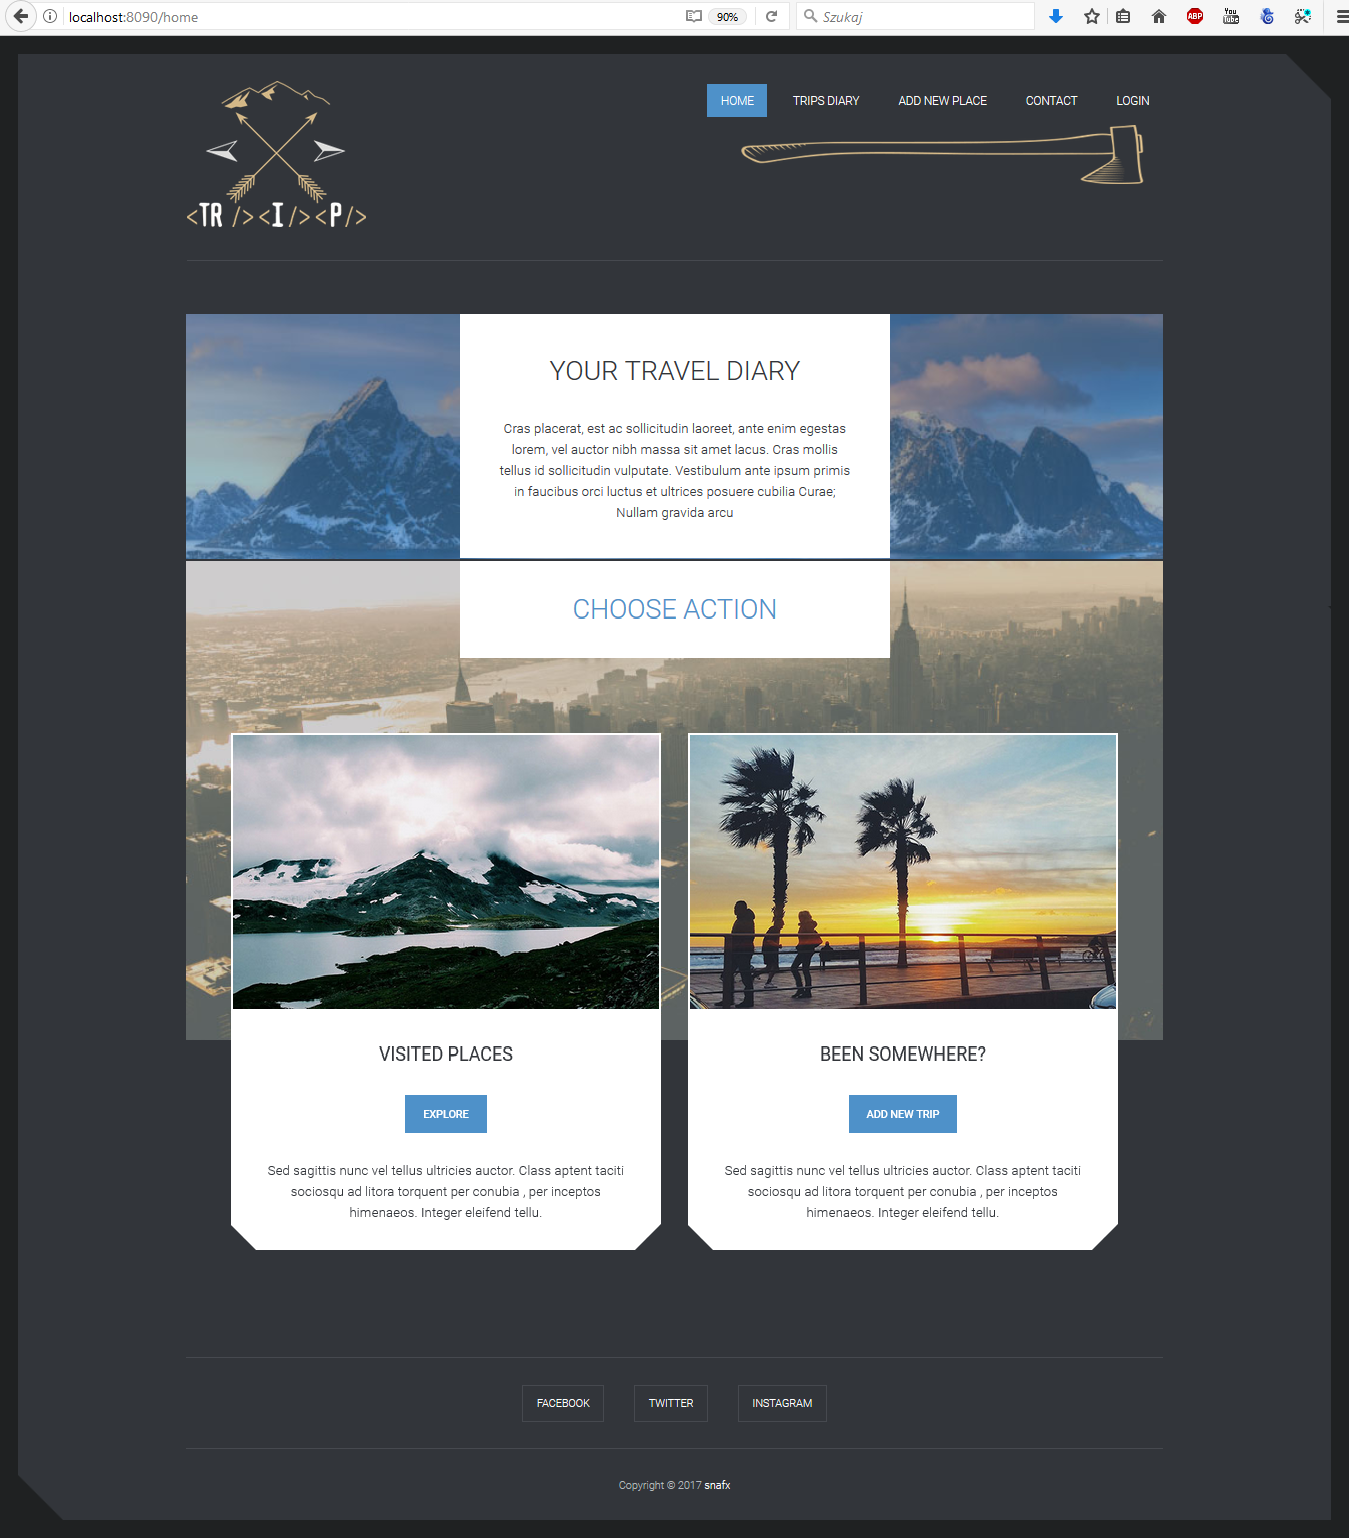 localhost:8090/home
90%
Szukaj
ABP
You
Tube
HOME
TRIPS DIARY
ADD NEW PLACE
CONTACT
LOGIN
<TR/><I/><P/>
YOUR TRAVEL DIARY
Cras placerat, est ac sollicitudin laoreet, ante enim egestas
lorem, vel auctor nibh massa sit amet lacus. Cras mollis
tellus id sollicitudin vulputate. Vestibulum ante ipsum primis
in faucibus orci luctus et ultrices posuere cubilia Curae;
Nullam gravida arcu
CHOOSE ACTION
VISITED PLACES
EXPLORE
Sed sagittis nunc vel tellus ultricies auctor. Class aptent taciti
sociosqu ad litora torquent per conubia , per inceptos
himenaeos. Integer eleifend tellu.
BEEN SOMEWHERE?
ADD NEW TRIP
Sed sagittis nunc vel tellus ultricies auctor. Class aptent taciti
sociosqu ad litora torquent per conubia , per inceptos
himenaeos. Integer eleifend tellu.
FACEBOOK
TWITTER
INSTAGRAM
Copyright © 2017 snafx